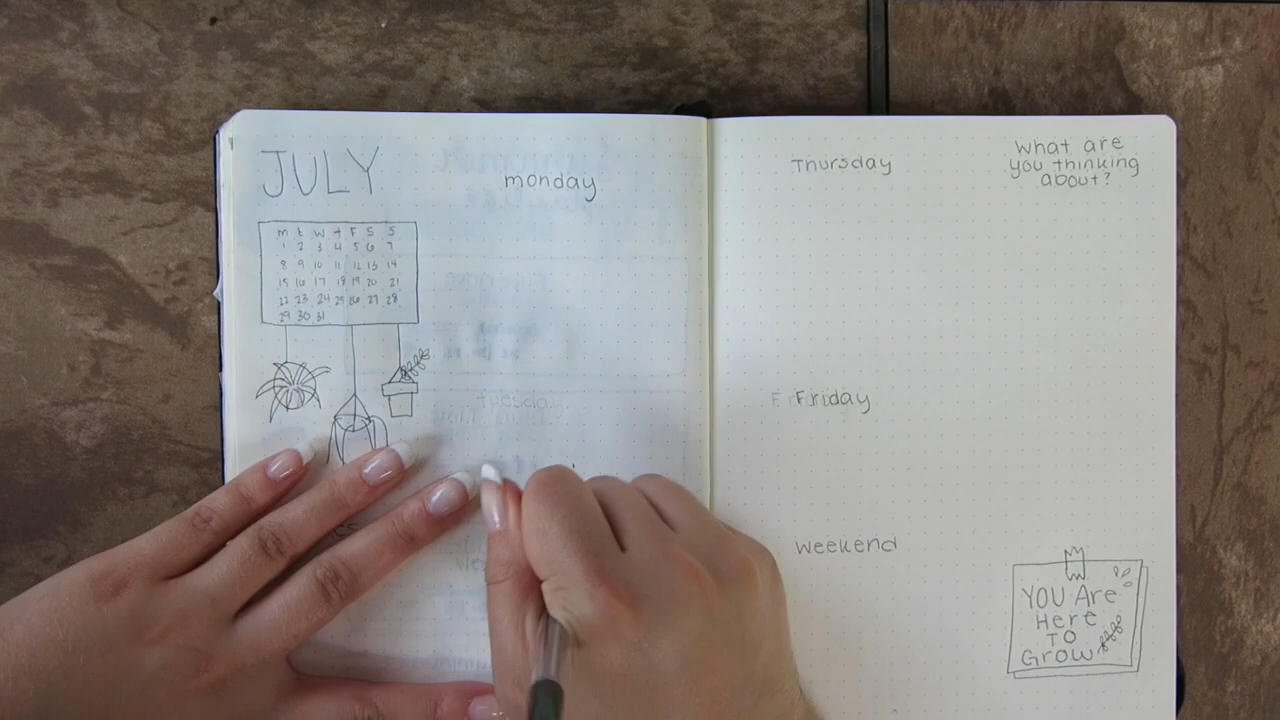 JULY
m t w t F S S
1 2 3 4 5 6 7
8 9 10 11 12 13 14
15 16 17 18 19 20 21
22 23 24 25 26 27 28
29 30 31
monday
tuesday
Thursday
Friday
weekend
What are
you thinking
about?
YOU Are
Here
TO
Grow